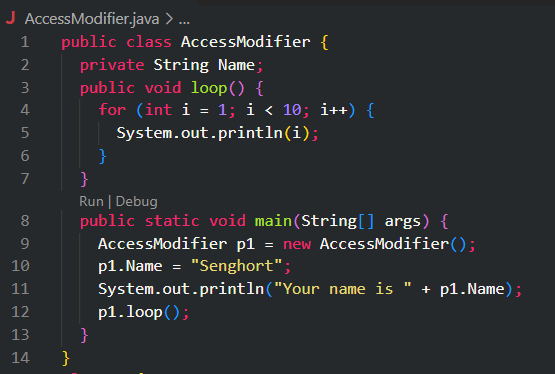 J AccessModifier.java > ...
1 public class AccessModifier {
2 private String Name;
3 public void loop() {
4 for (int i = 1; i < 10; i++) {
5 System.out.println(i);
6 }
7 }
Run | Debug
8 public static void main(String[] args) {
9 AccessModifier p1 = new AccessModifier();
10 p1.Name = "Senghort";
11 System.out.println("Your name is " + p1.Name);
12 p1.loop();
13 }
14 }